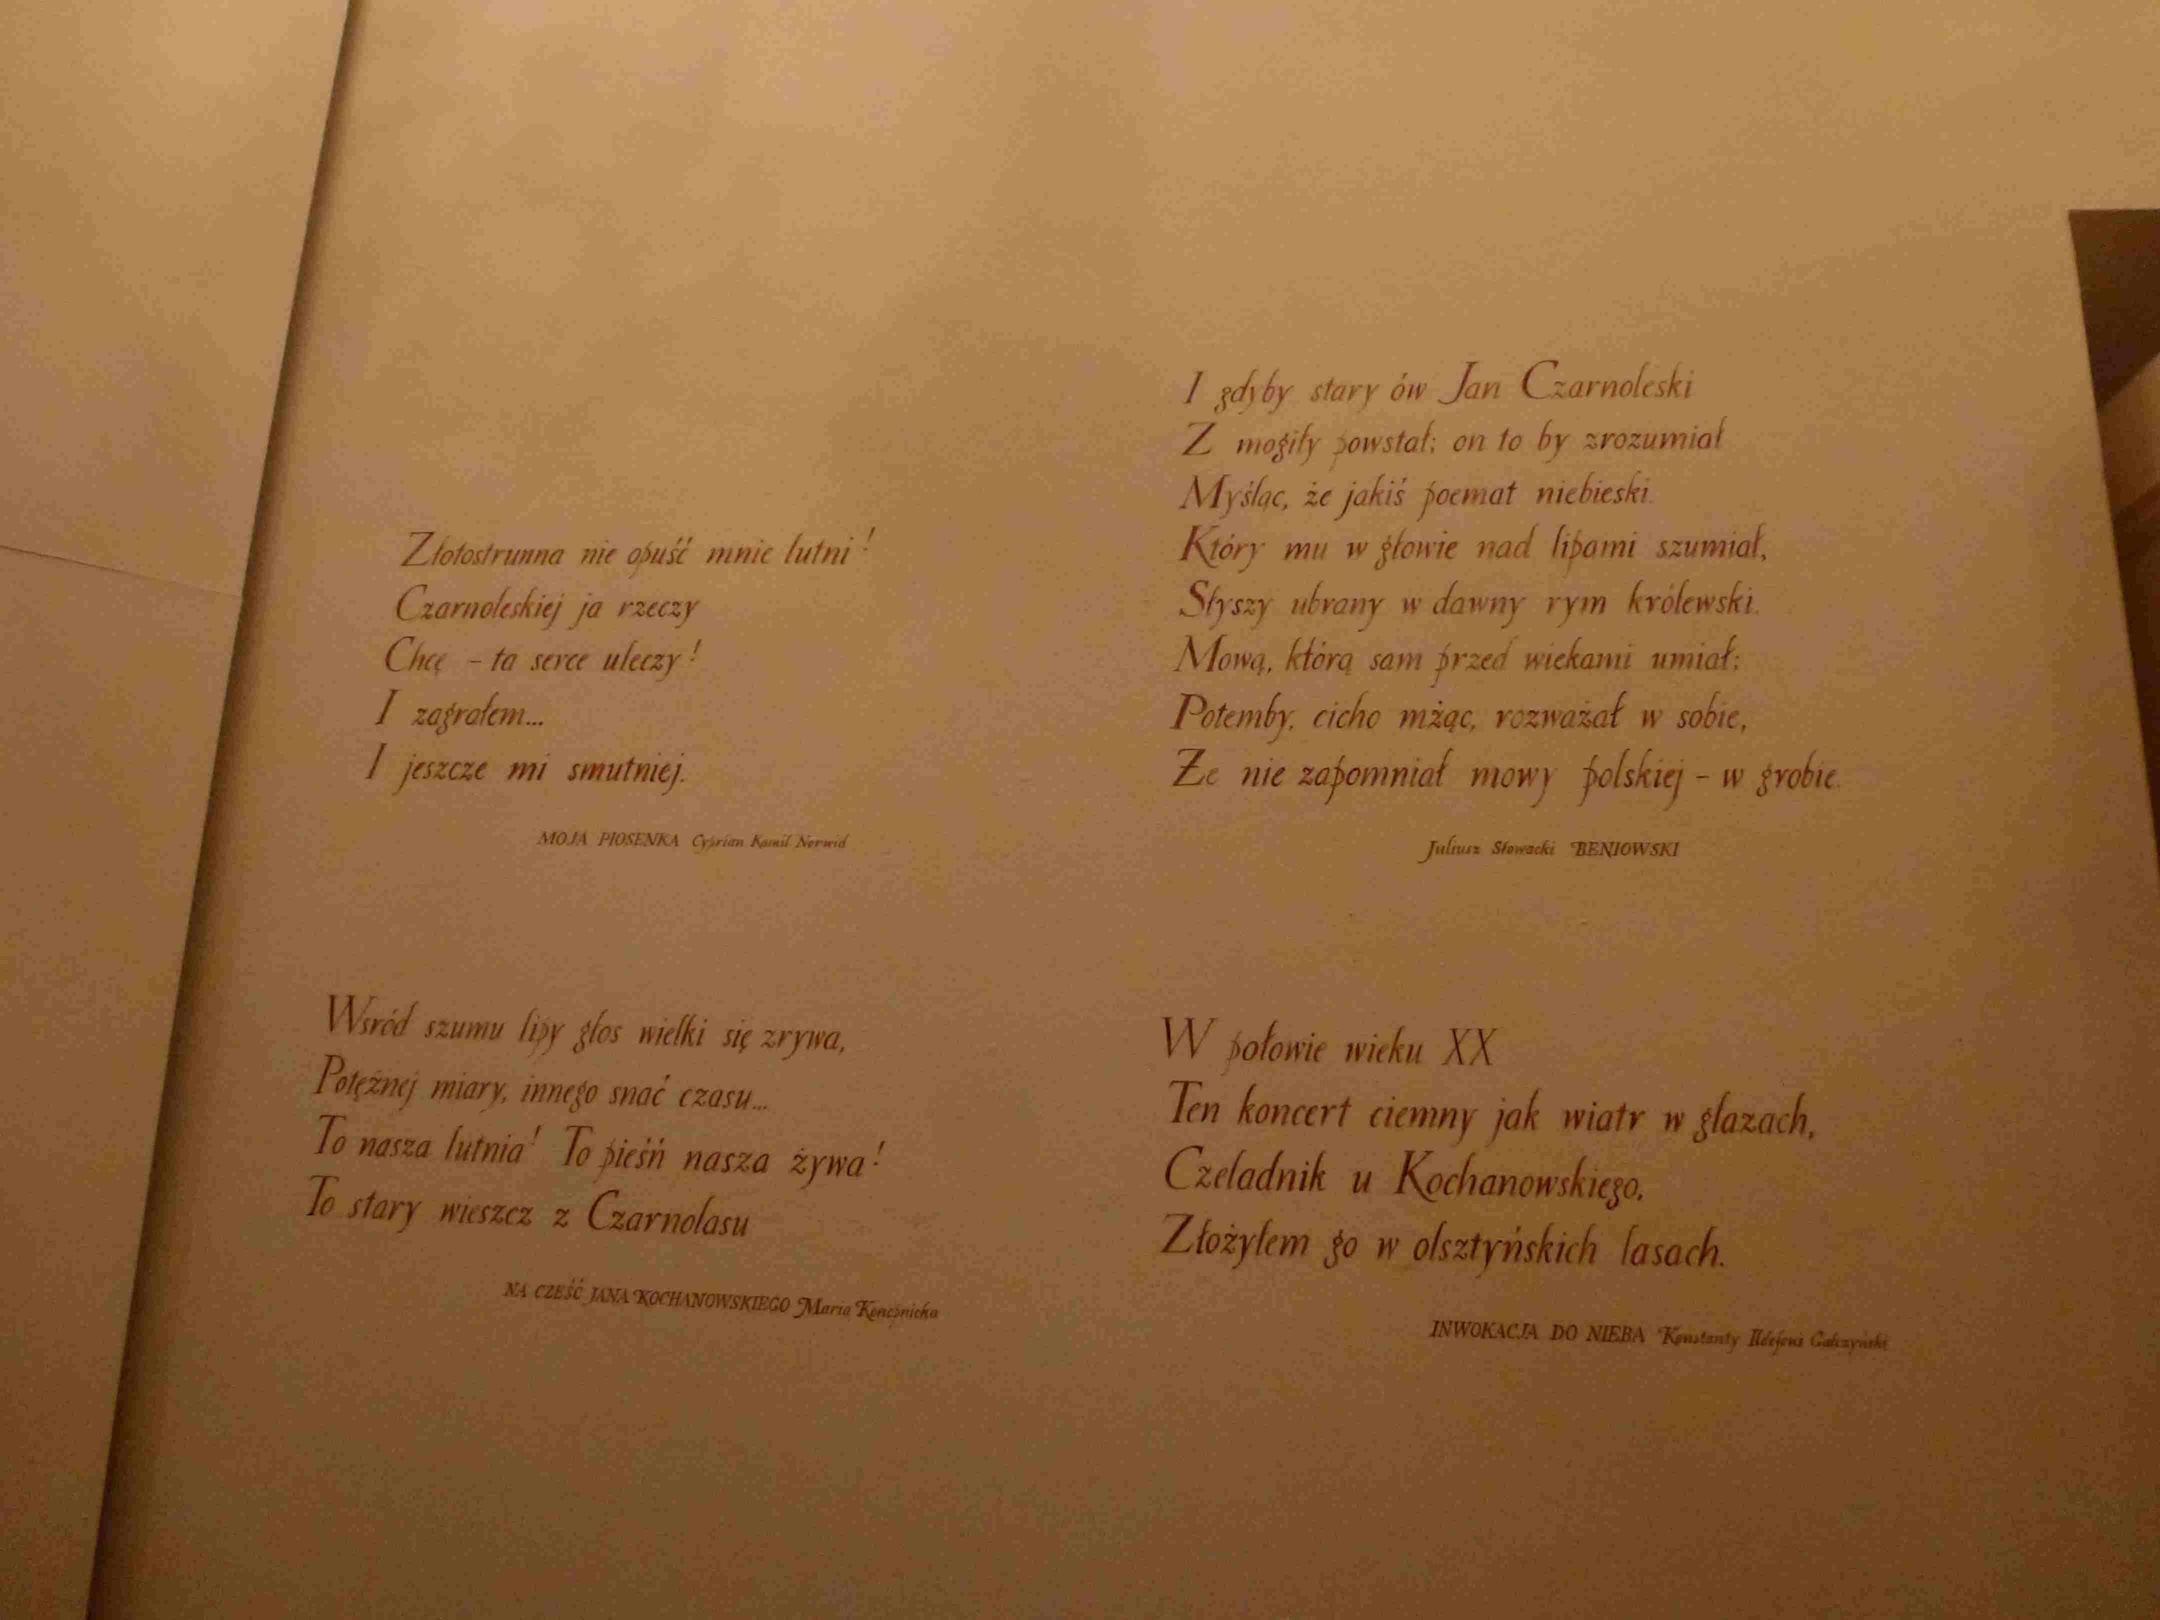 Złotostrunna nie opuść mnie lutni!
Czarnoleskiej ja rzeczy
Chcę – ta serce uleczy!
I zagrałem...
I jeszcze mi smutniej.
MOJA PIOSENKA Cyprian Kamil Norwid
I gdyby stary ów Jan Czarnoleski
Z mogiły powstał; on to by zrozumiał
Myśląc, że jakiś poemat niebieski.
Który mu w głowie nad lipami szumiał,
Słyszy ubrany w dawny rym królewski.
Mową, którą sam przed wiekami umiał;
Potemby, cicho mżąc, rozważał w sobie,
Że nie zapomniał mowy polskiej – w grobie.
Juliusz Słowacki BENIOWSKI
Wsród szumu lipy głos wielki się zrywa,
Potężnej miary, innego snać czasu...
To nasza lutnia! To pieśń nasza żywa!
To stary wieszcz z Czarnolasu
NA CZEŚĆ JANA KOCHANOWSKIEGO Maria Konopnicka
W połowie wieku XX
Ten koncert ciemny jak wiatr w głazach,
Czeladnik u Kochanowskiego,
Złożyłem go w olsztyńskich lasach.
INWOKACJA DO NIEBA Konstanty Ildefons Gałczyński